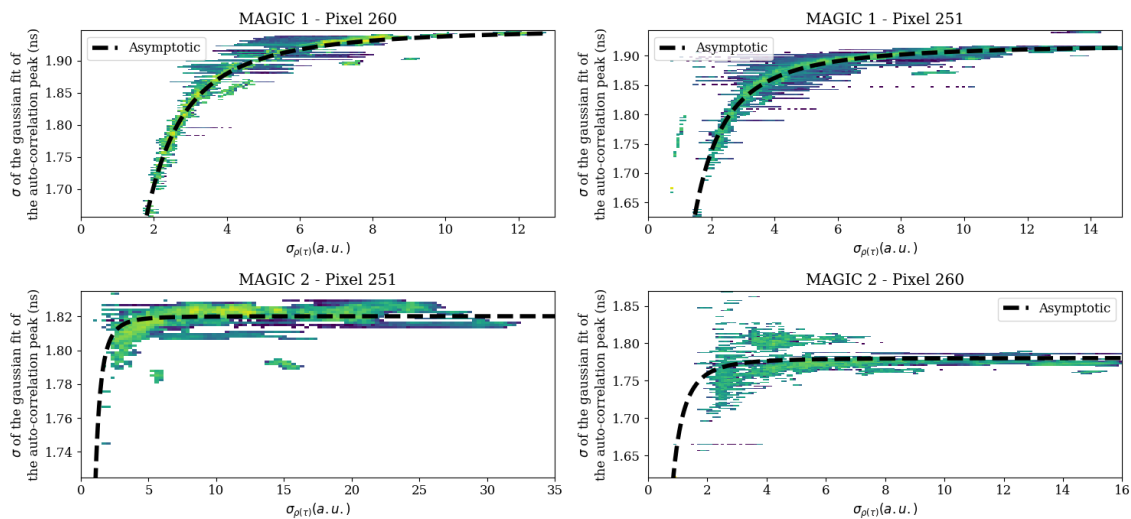 MAGIC 1 - Pixel 260
Asymptotic
σ of the gaussian fit of
the auto-correlation peak (ns)
1.90
1.85
1.80
1.75
1.70
0 2 4 6 8 10 12
σρ(τ)(a.u.)
MAGIC 1 - Pixel 251
Asymptotic
σ of the gaussian fit of
the auto-correlation peak (ns)
1.90
1.85
1.80
1.75
1.70
1.65
0 2 4 6 8 10 12 14
σρ(τ)(a.u.)
MAGIC 2 - Pixel 251
σ of the gaussian fit of
the auto-correlation peak (ns)
1.82
1.80
1.78
1.76
1.74
0 5 10 15 20 25 30 35
σρ(τ)(a.u.)
MAGIC 2 - Pixel 260
Asymptotic
σ of the gaussian fit of
the auto-correlation peak (ns)
1.85
1.80
1.75
1.70
1.65
0 2 4 6 8 10 12 14 16
σρ(τ)(a.u.)